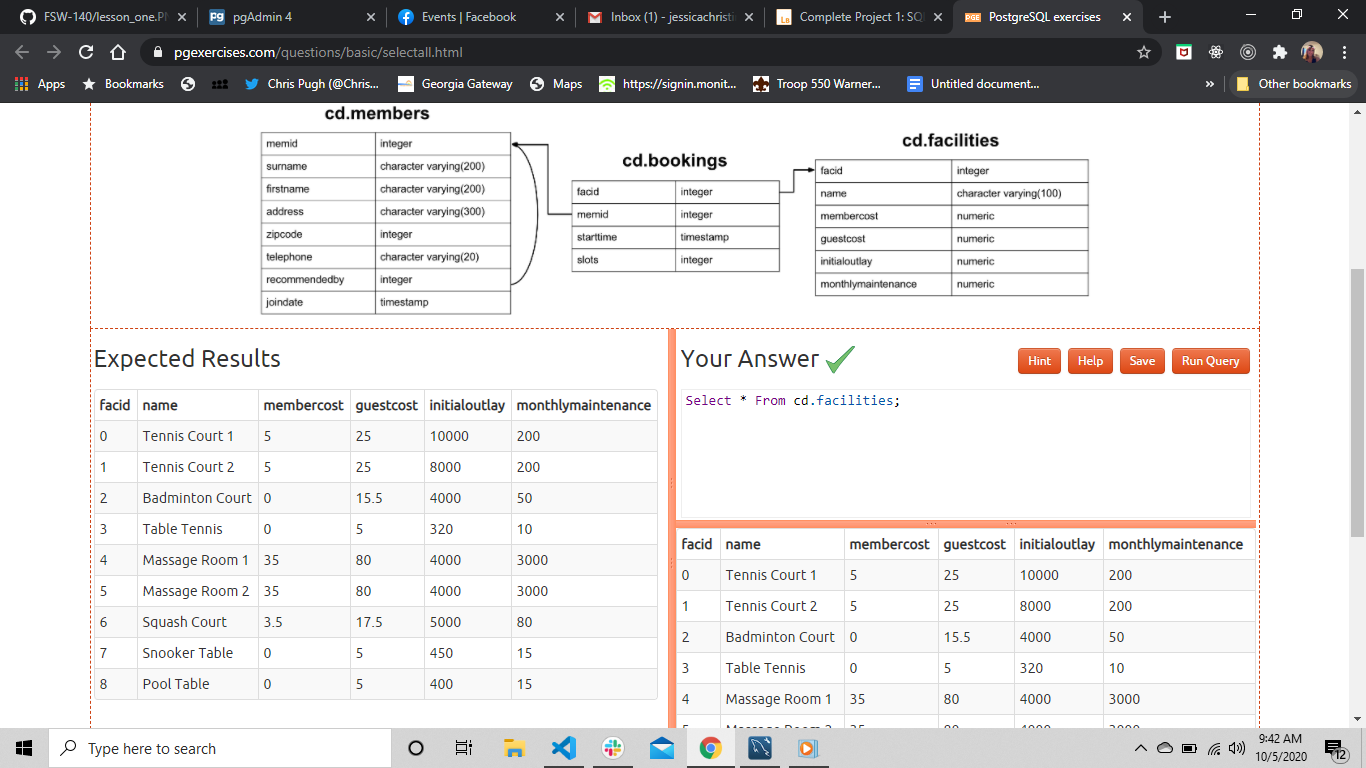 FSW-140/lesson_one.P
pgAdmin 4
Events | Facebook
Inbox (1) - jessicachristi
Complete Project 1: SQ
PostgreSQL exercises
pgexercises.com/questions/basic/selectall.html
Apps Bookmarks Chris Pugh (@Chris... Georgia Gateway Maps https://signin.monit... Troop 550 Warner... Untitled document... » Other bookmarks
cd.members
memid integer
surname character varying(200)
firstname character varying(200)
address character varying(300)
zipcode integer
telephone character varying(20)
recommendedby integer
joindate timestamp
cd.bookings
facid integer
memid integer
starttime timestamp
slots integer
cd.facilities
facid integer
name character varying(100)
membercost numeric
guestcost numeric
initialoutlay numeric
monthlymaintenance numeric
Expected Results
facid name membercost guestcost initialoutlay monthlymaintenance
0 Tennis Court 1 5 25 10000 200
1 Tennis Court 2 5 25 8000 200
2 Badminton Court 0 15.5 4000 50
3 Table Tennis 0 5 320 10
4 Massage Room 1 35 80 4000 3000
5 Massage Room 2 35 80 4000 3000
6 Squash Court 3.5 17.5 5000 80
7 Snooker Table 0 5 450 15
8 Pool Table 0 5 400 15
Your Answer
Hint Help Save Run Query
Select * From cd.facilities;
facid name membercost guestcost initialoutlay monthlymaintenance
0 Tennis Court 1 5 25 10000 200
1 Tennis Court 2 5 25 8000 200
2 Badminton Court 0 15.5 4000 50
3 Table Tennis 0 5 320 10
4 Massage Room 1 35 80 4000 3000
Type here to search
9:42 AM
10/5/2020
12